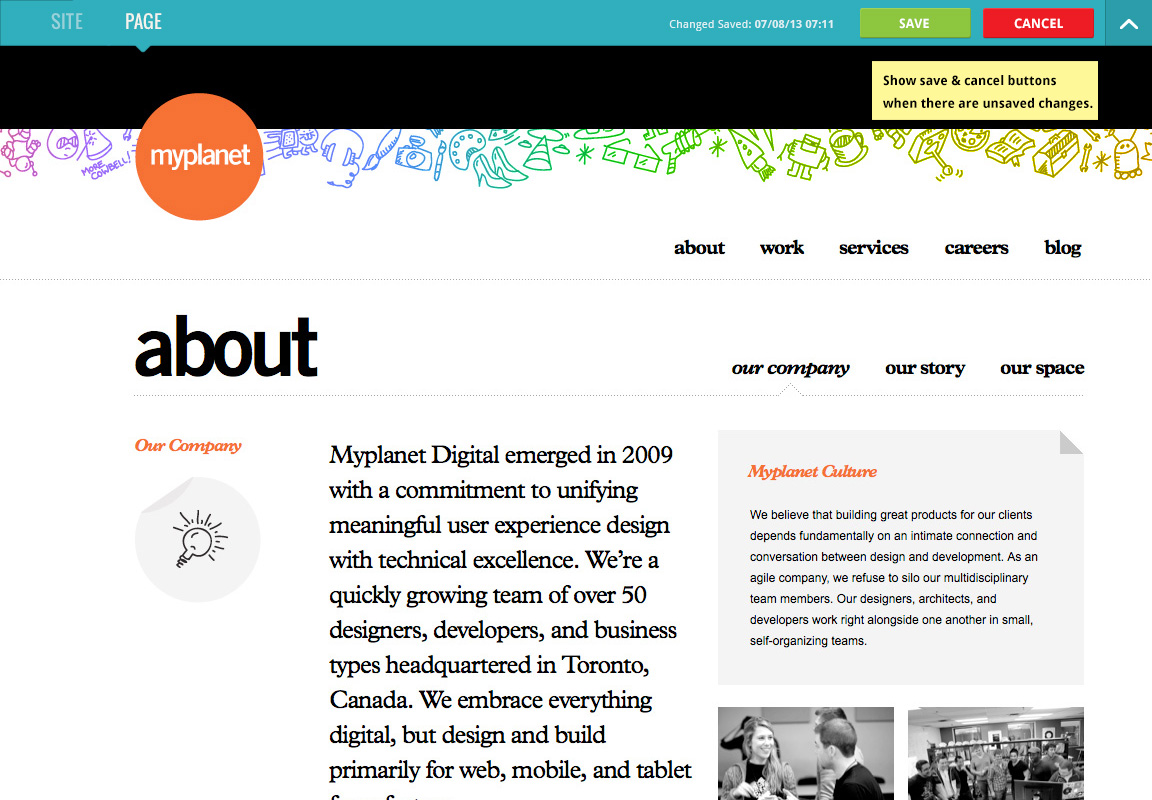 SITE PAGE Changed Saved: 07/08/13 07:11 SAVE CANCEL
Show save & cancel buttons
when there are unsaved changes.
MORE
COWBELL!
myplanet
about work services careers blog
about
our company our story our space
Our Company
Myplanet Digital emerged in 2009
with a commitment to unifying
meaningful user experience design
with technical excellence. We’re a
quickly growing team of over 50
designers, developers, and business
types headquartered in Toronto,
Canada. We embrace everything
digital, but design and build
primarily for web, mobile, and tablet
Myplanet Culture
We believe that building great products for our clients
depends fundamentally on an intimate connection and
conversation between design and development. As an
agile company, we refuse to silo our multidisciplinary
team members. Our designers, architects, and
developers work right alongside one another in small,
self-organizing teams.